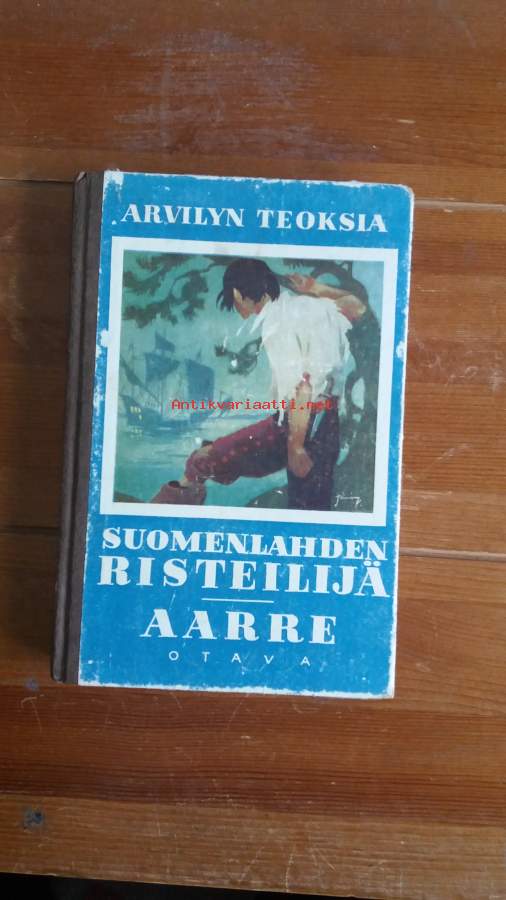 ARVILYN TEOKSIA
Antikvariaatti.net
SUOMENLAHDEN
RISTEILIJÄ
AARRE
OTAVA